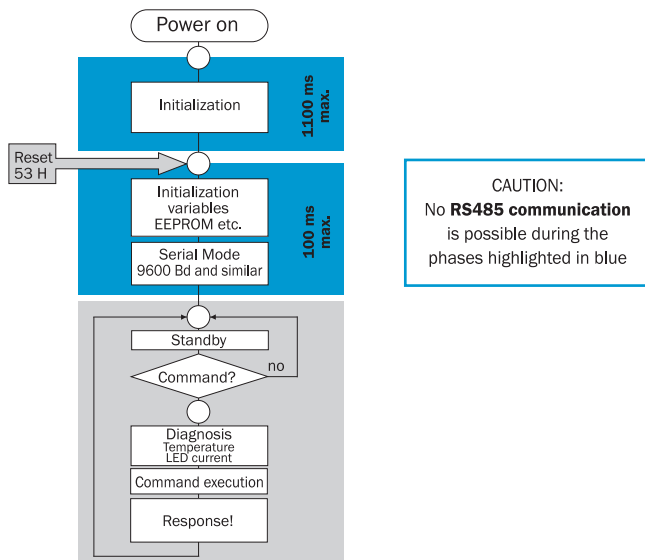 Power on
Initialization
1100 ms
max.
Reset
53 H
Initialization
variables
EEPROM etc.
100 ms
max.
Serial Mode
9600 Bd and similar
CAUTION:
No RS485 communication
is possible during the
phases highlighted in blue
Standby
Command?
no
Diagnosis
Temperature
LED current
Command execution
Response!